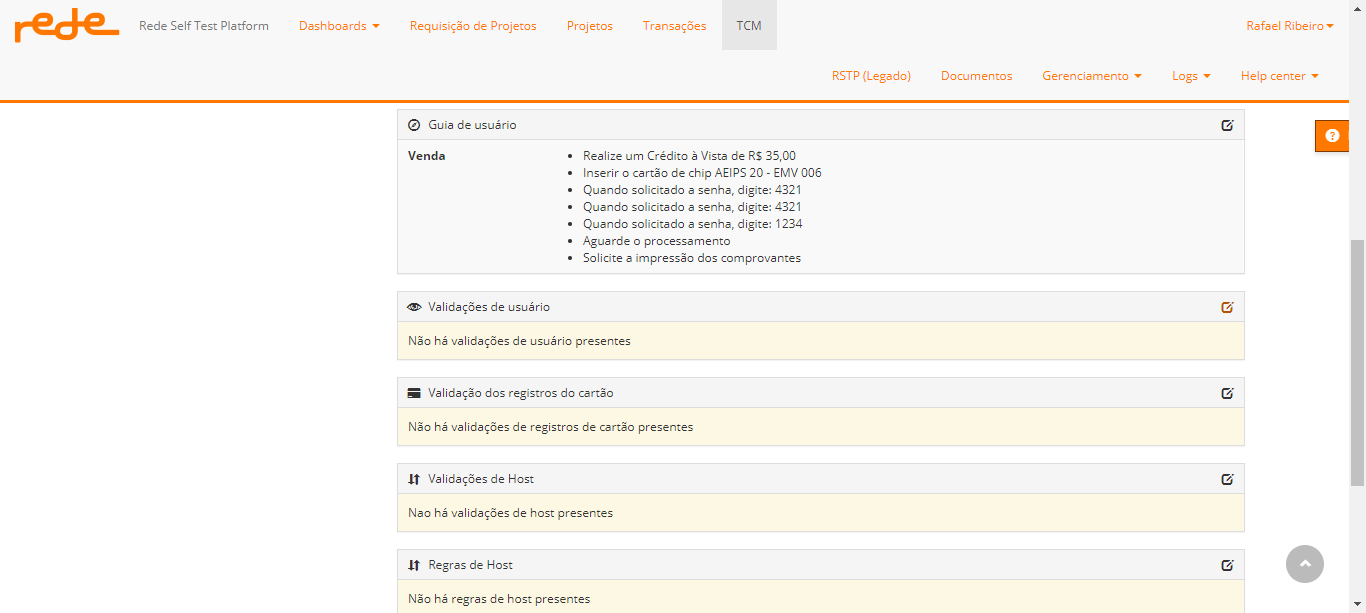 rede Rede Self Test Platform Dashboards Requisição de Projetos Projetos Transações TCM Rafael Ribeiro
RSTP (Legado) Documentos Gerenciamento Logs Help center
Guia de usuário
Venda
Realize um Crédito à Vista de R$ 35,00
Inserir o cartão de chip AEIPS 20 - EMV 006
Quando solicitado a senha, digite: 4321
Quando solicitado a senha, digite: 4321
Quando solicitado a senha, digite: 1234
Aguarde o processamento
Solicite a impressão dos comprovantes
Validações de usuário
Não há validações de usuário presentes
Validação dos registros do cartão
Não há validações de registros de cartão presentes
Validações de Host
Nao há validações de host presentes
Regras de Host
Não há regras de host presentes